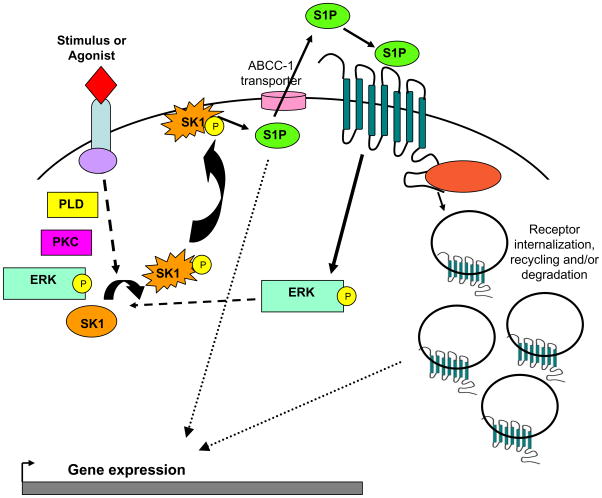 S1P
Stimulus or
Agonist
S1P
ABCC-1
transporter
SK1
P
S1P
PLD
PKC
ERK
P
SK1
P
SK1
ERK
P
Receptor
internalization,
recycling and/or
degradation
Gene expression